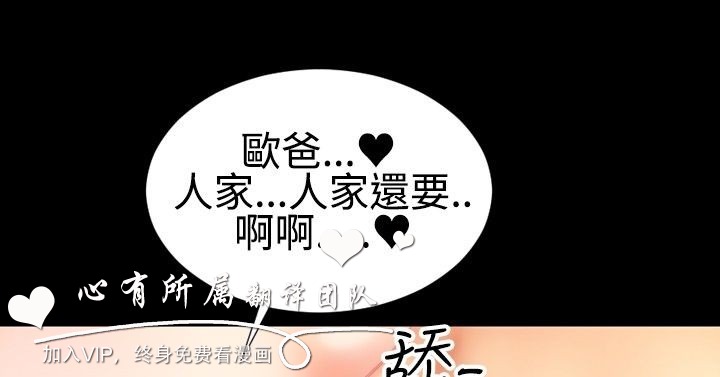 歐爸...♥
人家...人家還要..
啊啊.....♥
心有所属翻译团队
加入VIP，终身免费看漫画
舔-